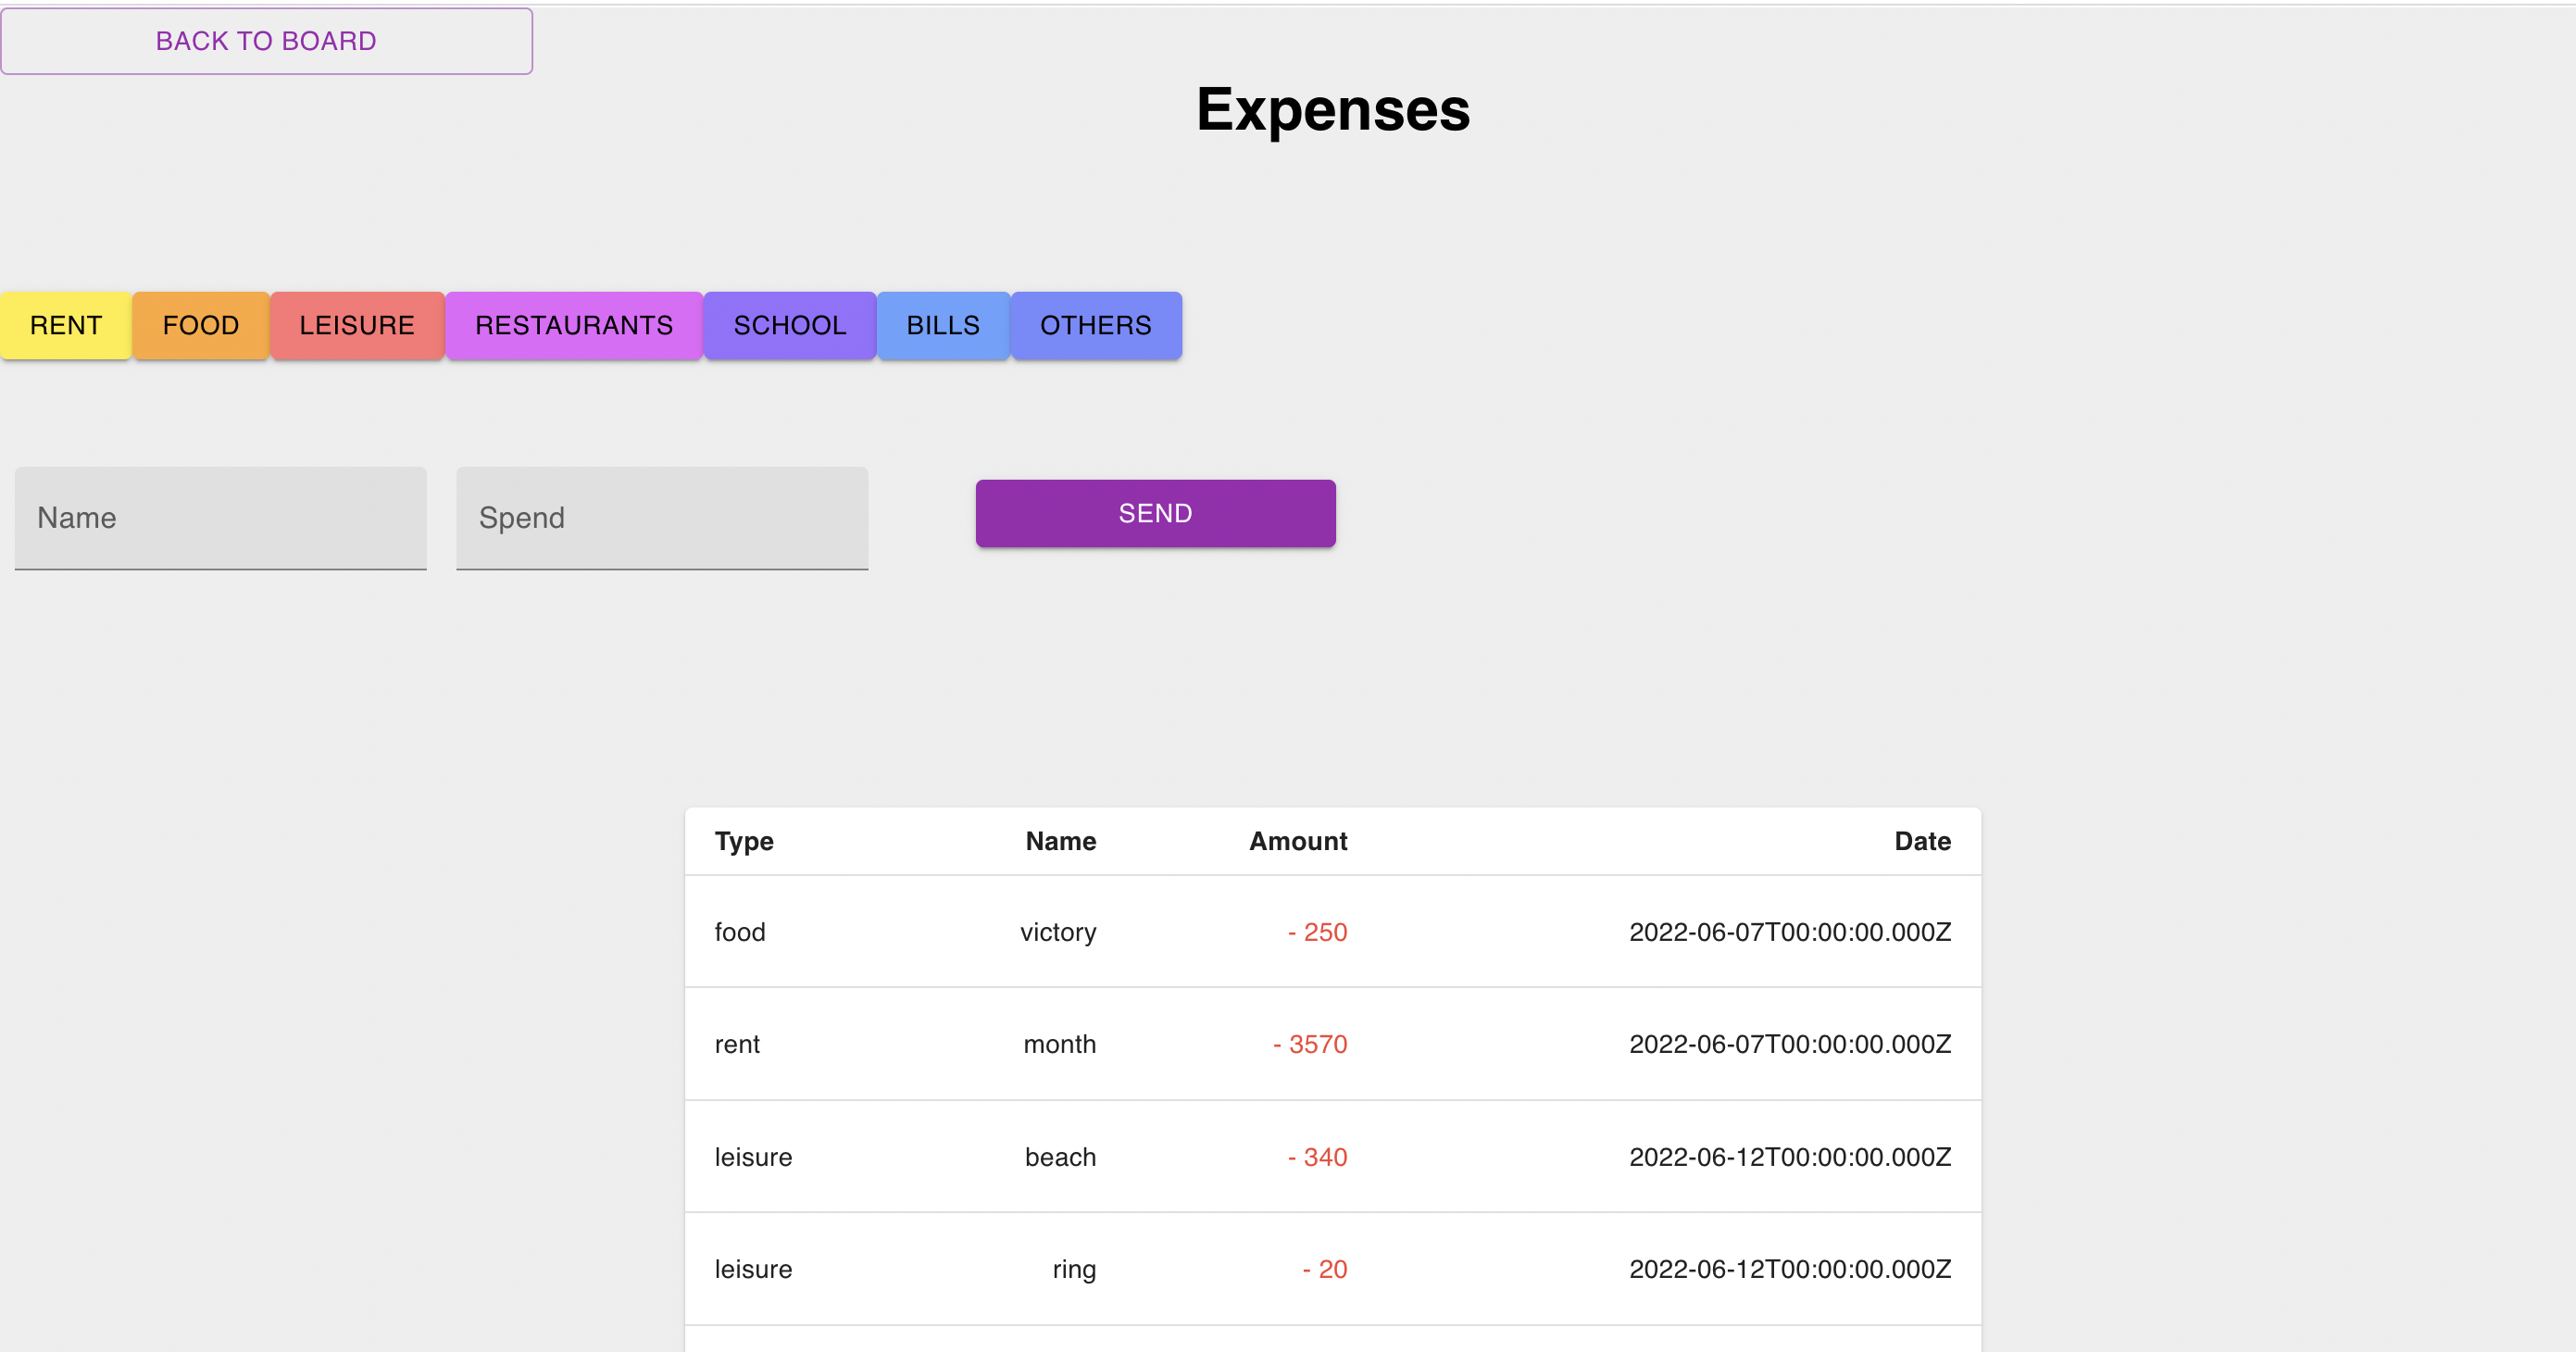 BACK TO BOARD
Expenses
RENT FOOD LEISURE RESTAURANTS SCHOOL BILLS OTHERS
Name Spend SEND
Type Name Amount Date
food victory - 250 2022-06-07T00:00:00.000Z
rent month - 3570 2022-06-07T00:00:00.000Z
leisure beach - 340 2022-06-12T00:00:00.000Z
leisure ring - 20 2022-06-12T00:00:00.000Z